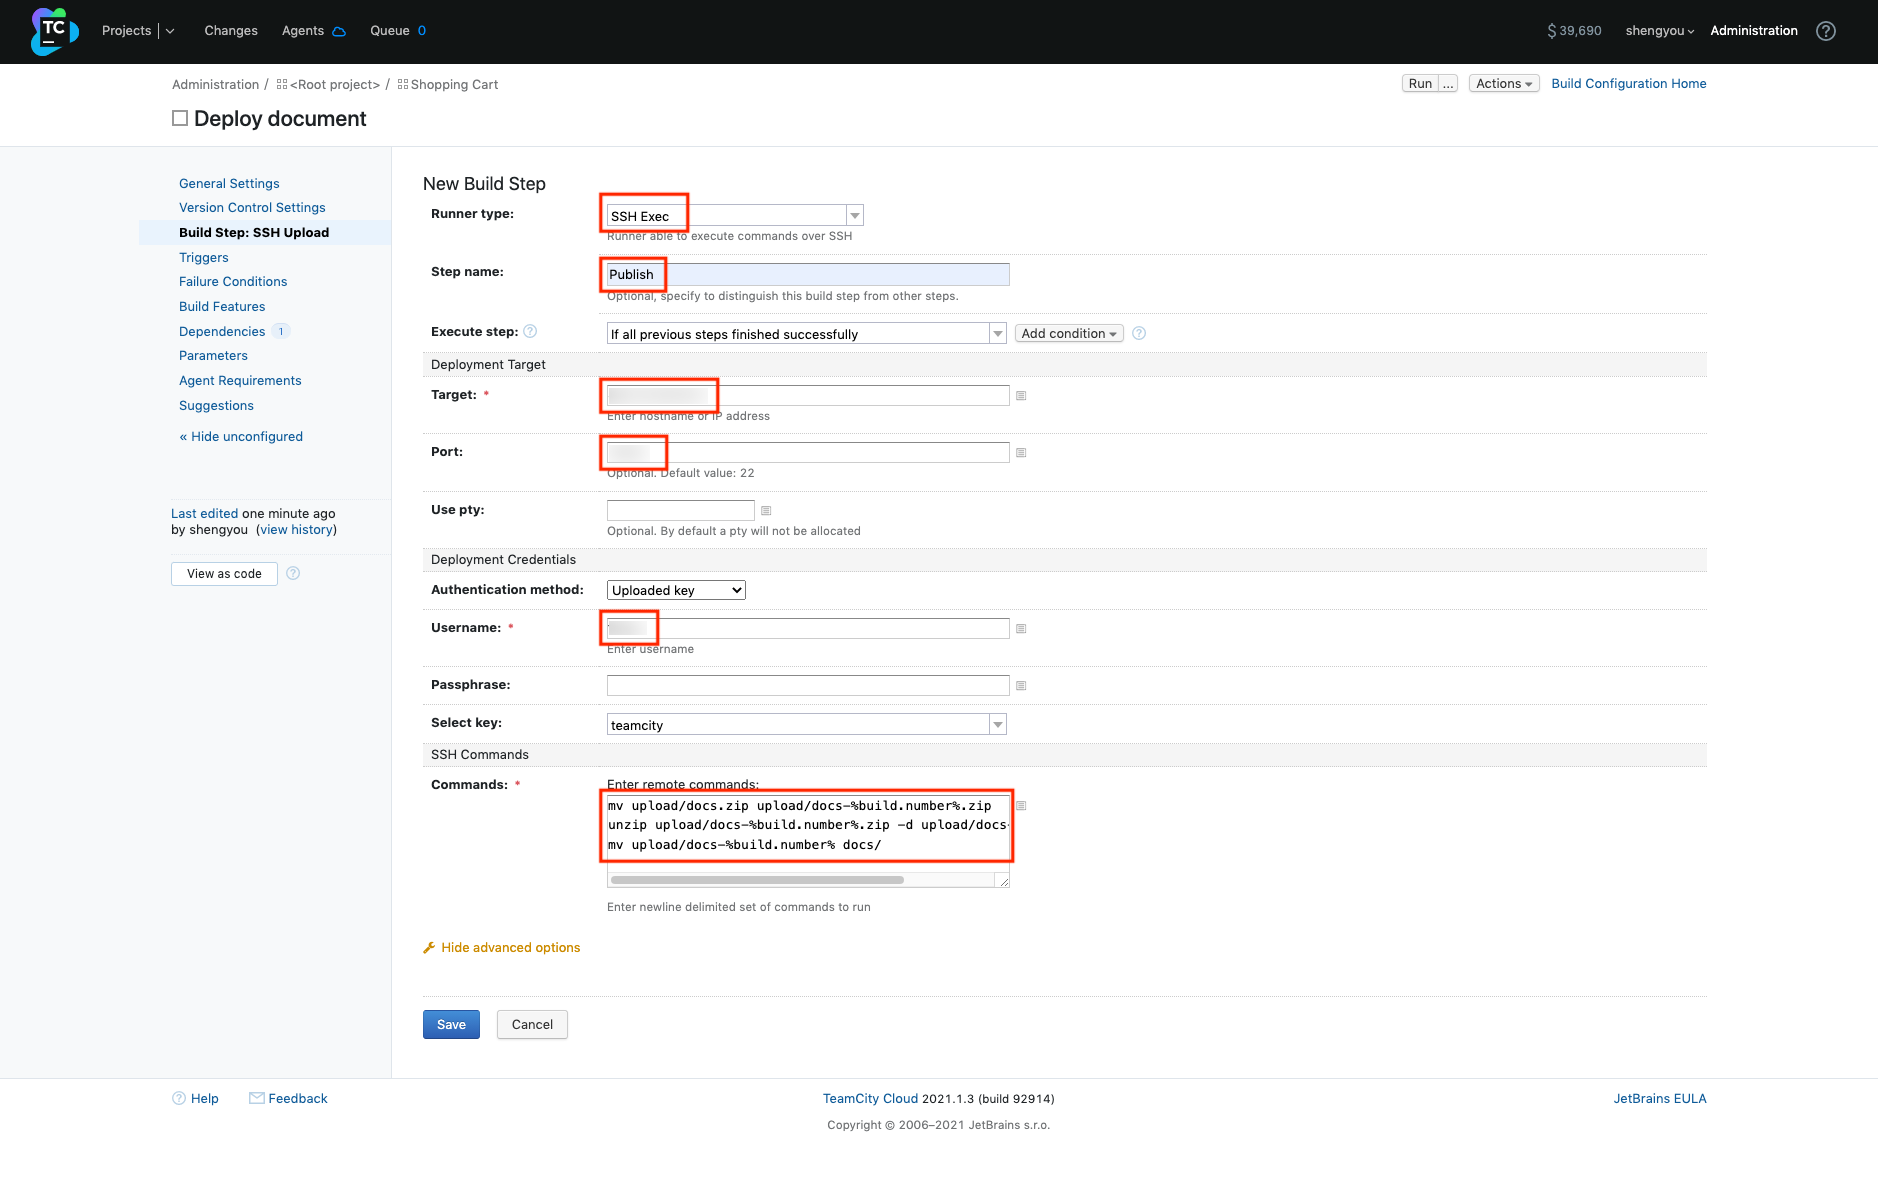 TC
Projects Changes Agents Queue 0 $ 39,690 shengyou Administration ?
Administration / <Root project> / Shopping Cart Run ... Actions Build Configuration Home
Deploy document
General Settings
Version Control Settings
Build Step: SSH Upload
Triggers
Failure Conditions
Build Features
Dependencies 1
Parameters
Agent Requirements
Suggestions
« Hide unconfigured
Last edited one minute ago
by shengyou (view history)
View as code ?
New Build Step
Runner type: SSH Exec
Runner able to execute commands over SSH
Step name: Publish
Optional, specify to distinguish this build step from other steps.
Execute step: ? If all previous steps finished successfully Add condition ?
Deployment Target
Target: *
Enter hostname or IP address
Port:
Optional. Default value: 22
Use pty:
Optional. By default a pty will not be allocated
Deployment Credentials
Authentication method: Uploaded key
Username: *
Enter username
Passphrase:
Select key: teamcity
SSH Commands
Commands: * Enter remote commands:
mv upload/docs.zip upload/docs-%build.number%.zip
unzip upload/docs-%build.number%.zip -d upload/docs-
mv upload/docs-%build.number% docs/
Enter newline delimited set of commands to run
Hide advanced options
Save Cancel
? Help Feedback TeamCity Cloud 2021.1.3 (build 92914) JetBrains EULA
Copyright © 2006–2021 JetBrains s.r.o.